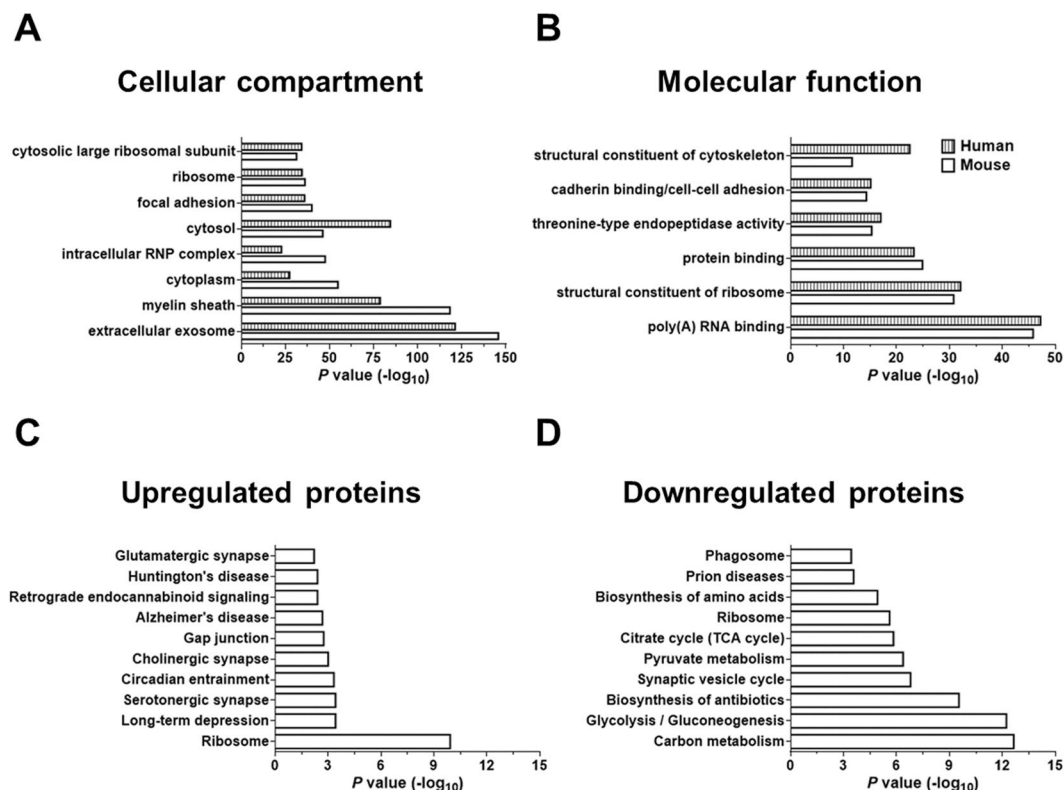 A
Cellular compartment
cytosolic large ribosomal subunit
ribosome
focal adhesion
cytosol
intracellular RNP complex
cytoplasm
myelin sheath
extracellular exosome
0 25 50 75 100 125 150
P value (-log10)
B
Molecular function
Human
Mouse
structural constituent of cytoskeleton
cadherin binding/cell-cell adhesion
threonine-type endopeptidase activity
protein binding
structural constituent of ribosome
poly(A) RNA binding
0 10 20 30 40 50
P value (-log10)
C
Upregulated proteins
Glutamatergic synapse
Huntington's disease
Retrograde endocannabinoid signaling
Alzheimer's disease
Gap junction
Cholinergic synapse
Circadian entrainment
Serotonergic synapse
Long-term depression
Ribosome
0 3 6 9 12 15
P value (-log10)
D
Downregulated proteins
Phagosome
Prion diseases
Biosynthesis of amino acids
Ribosome
Citrate cycle (TCA cycle)
Pyruvate metabolism
Synaptic vesicle cycle
Biosynthesis of antibiotics
Glycolysis / Gluconeogenesis
Carbon metabolism
0 3 6 9 12 15
P value (-log10)